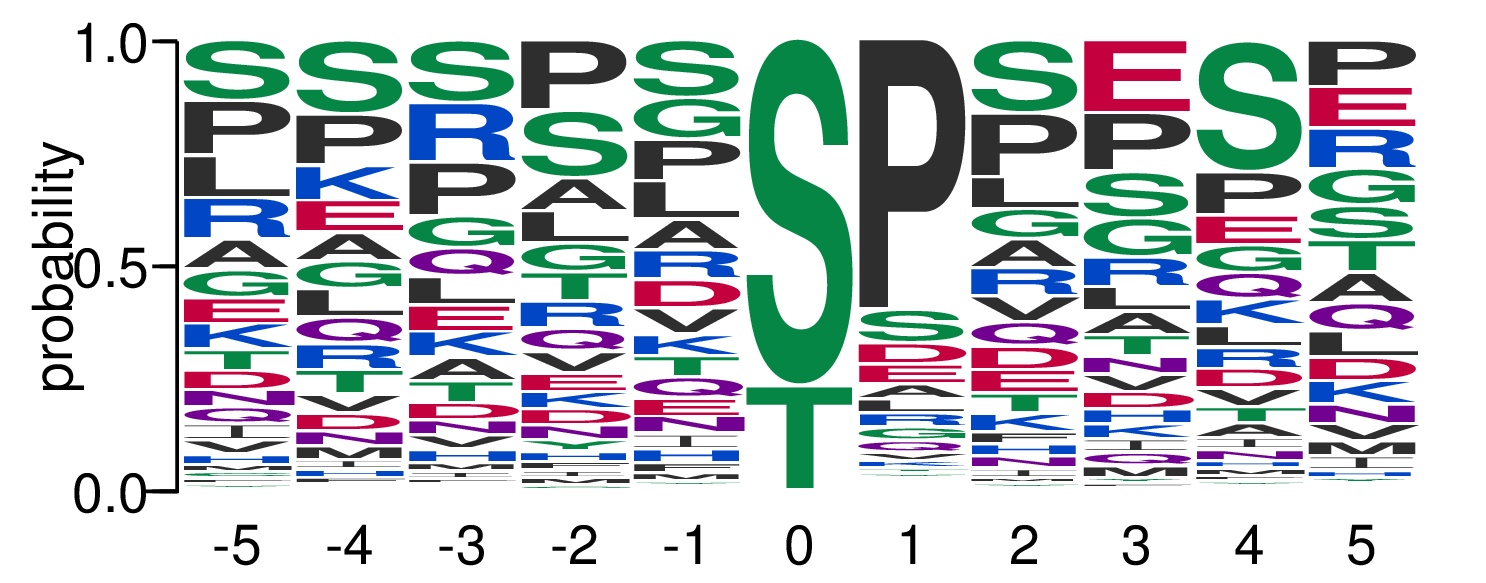 probability
1.0
0.5
0.0
S P L R A G E K T D N Q I V H
S P K E A G L Q R T V D N M I H
S R P G Q L E K A T D N V H M I
P S A L G T R Q V E K D N Y H F I M
S G P L A R D V K T Q E N I H F M
S T
P S D E A L R G Q V K
S P L G A R V Q D E T K F H N I M
E P S G R L A T N V D H K I Q M
S P E G Q K L R D V T A I N H M
P E R G S T A Q L D K N V M I H
-5 -4 -3 -2 -1 0 1 2 3 4 5